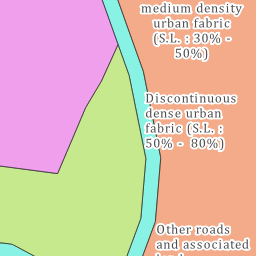 medium density
urban fabric
(S.L. : 30% -
50%)
Discontinuous
dense urban
fabric (S.L. :
50% -  80%)
Other roads
and associated